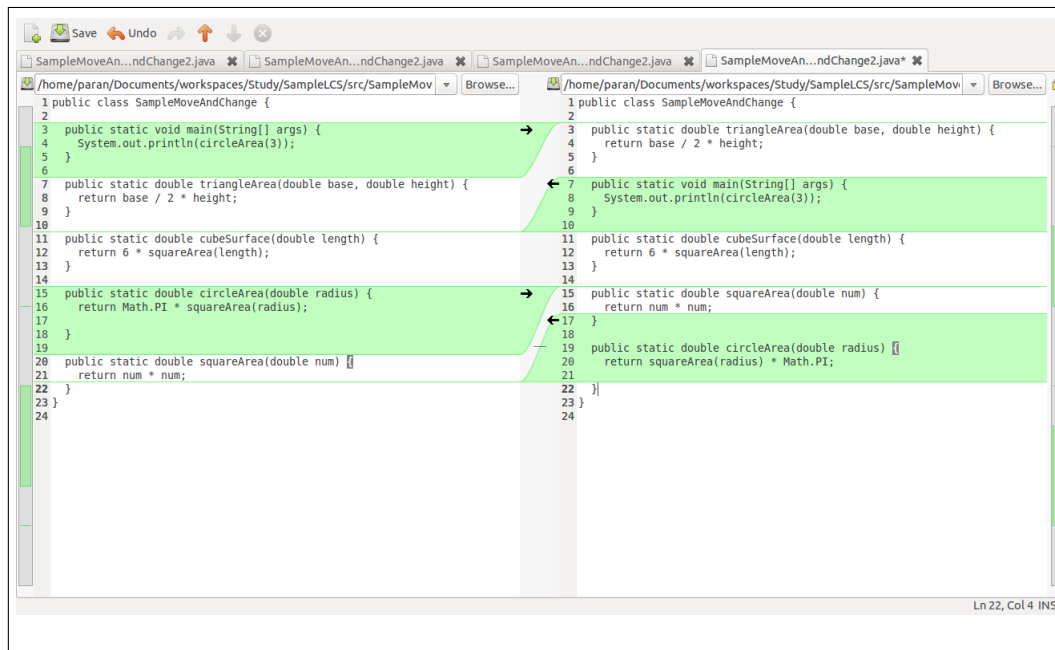 Save Undo
SampleMoveAn...ndChange2.java SampleMoveAn...ndChange2.java SampleMoveAn...ndChange2.java SampleMoveAn...ndChange2.java*
/home/paran/Documents/workspaces/Study/SampleLCS/src/SampleMov Browse...
1 public class SampleMoveAndChange {
2
3 public static void main(String[] args) {
4 System.out.println(circleArea(3));
5 }
6
7 public static double triangleArea(double base, double height) {
8 return base / 2 * height;
9 }
10
11 public static double cubeSurface(double length) {
12 return 6 * squareArea(length);
13 }
14
15 public static double circleArea(double radius) {
16 return Math.PI * squareArea(radius);
17
18 }
19
20 public static double squareArea(double num) {
21 return num * num;
22 }
23 }
24
/home/paran/Documents/workspaces/Study/SampleLCS/src/SampleMov Browse...
1 public class SampleMoveAndChange {
2
3 public static double triangleArea(double base, double height) {
4 return base / 2 * height;
5 }
6
7 public static void main(String[] args) {
8 System.out.println(circleArea(3));
9 }
10
11 public static double cubeSurface(double length) {
12 return 6 * squareArea(length);
13 }
14
15 public static double squareArea(double num) {
16 return num * num;
17 }
18
19 public static double circleArea(double radius) {
20 return squareArea(radius) * Math.PI;
21
22 }
23 }
24
Ln 22, Col 4 INS